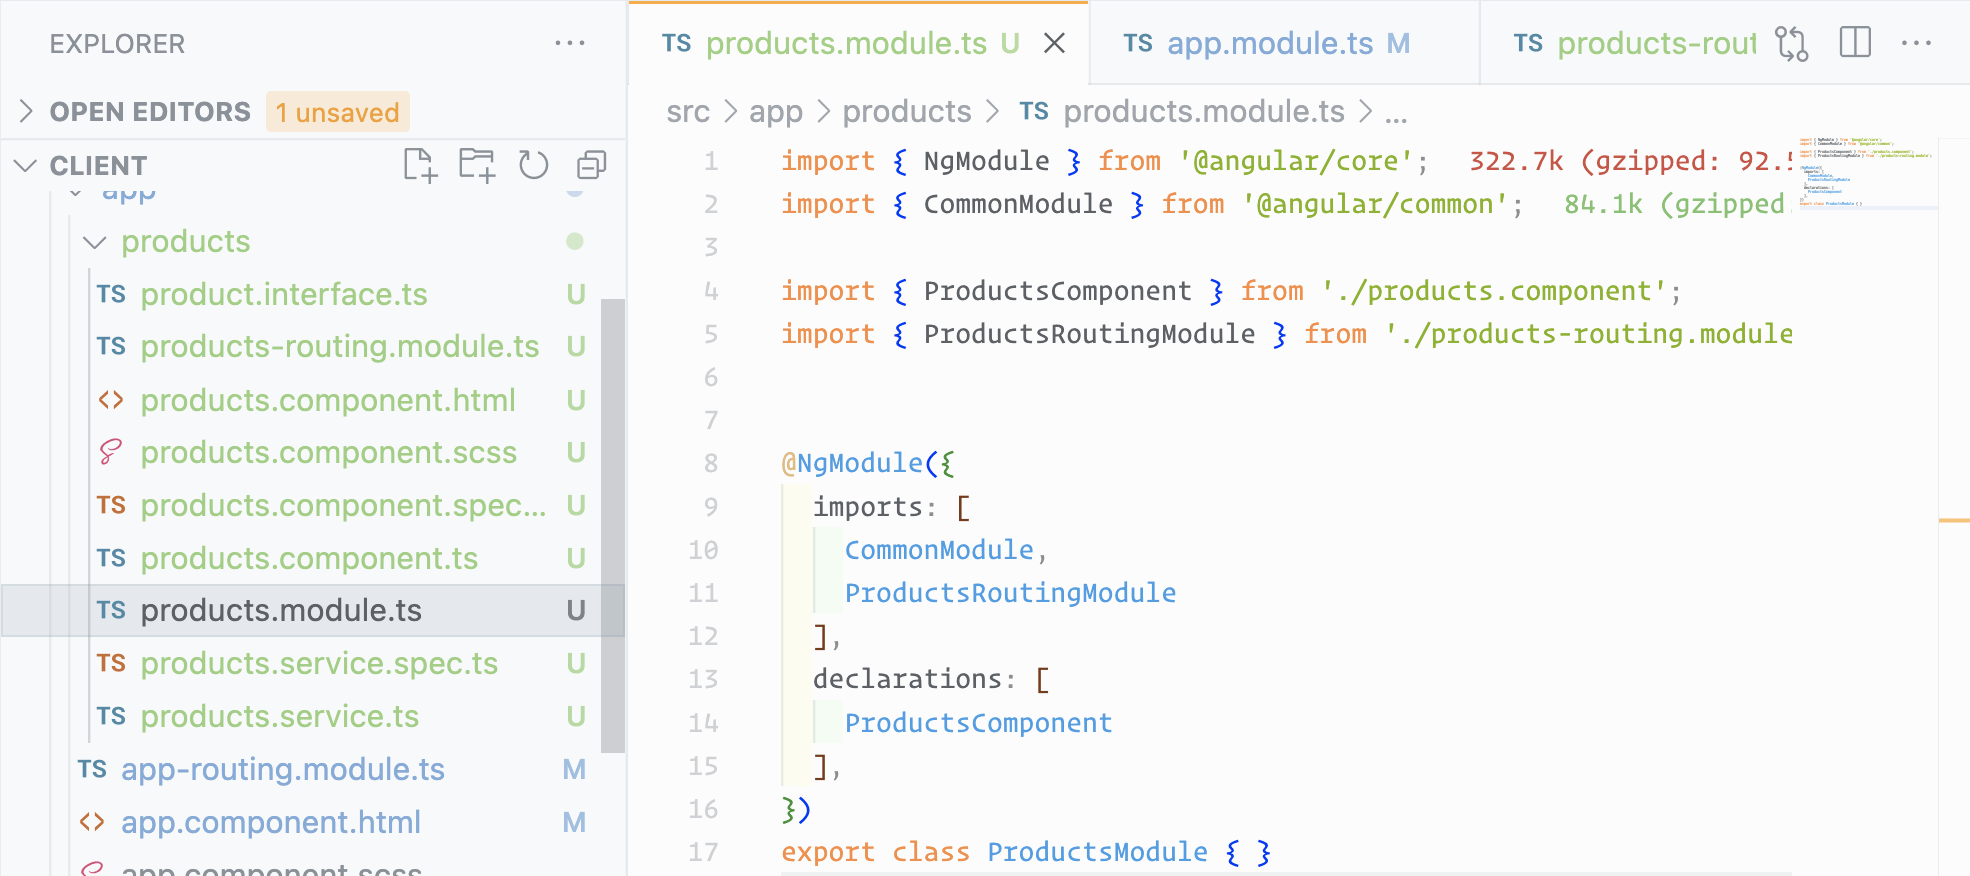 EXPLORER
OPEN EDITORS 1 unsaved
CLIENT
app
products
TS product.interface.ts U
TS products-routing.module.ts U
<> products.component.html U
products.component.scss U
TS products.component.spec... U
TS products.component.ts U
TS products.module.ts U
TS products.service.spec.ts U
TS products.service.ts U
TS app-routing.module.ts M
<> app.component.html M
app.component.scss
TS products.module.ts U
TS app.module.ts M
TS products-rout
src > app > products > TS products.module.ts > ...
1 import { NgModule } from '@angular/core'; 322.7k (gzipped: 92.5
2 import { CommonModule } from '@angular/common'; 84.1k (gzipped
3
4 import { ProductsComponent } from './products.component';
5 import { ProductsRoutingModule } from './products-routing.module
6
7
8 @NgModule({
9 imports: [
10 CommonModule,
11 ProductsRoutingModule
12 ],
13 declarations: [
14 ProductsComponent
15 ],
16 })
17 export class ProductsModule { }